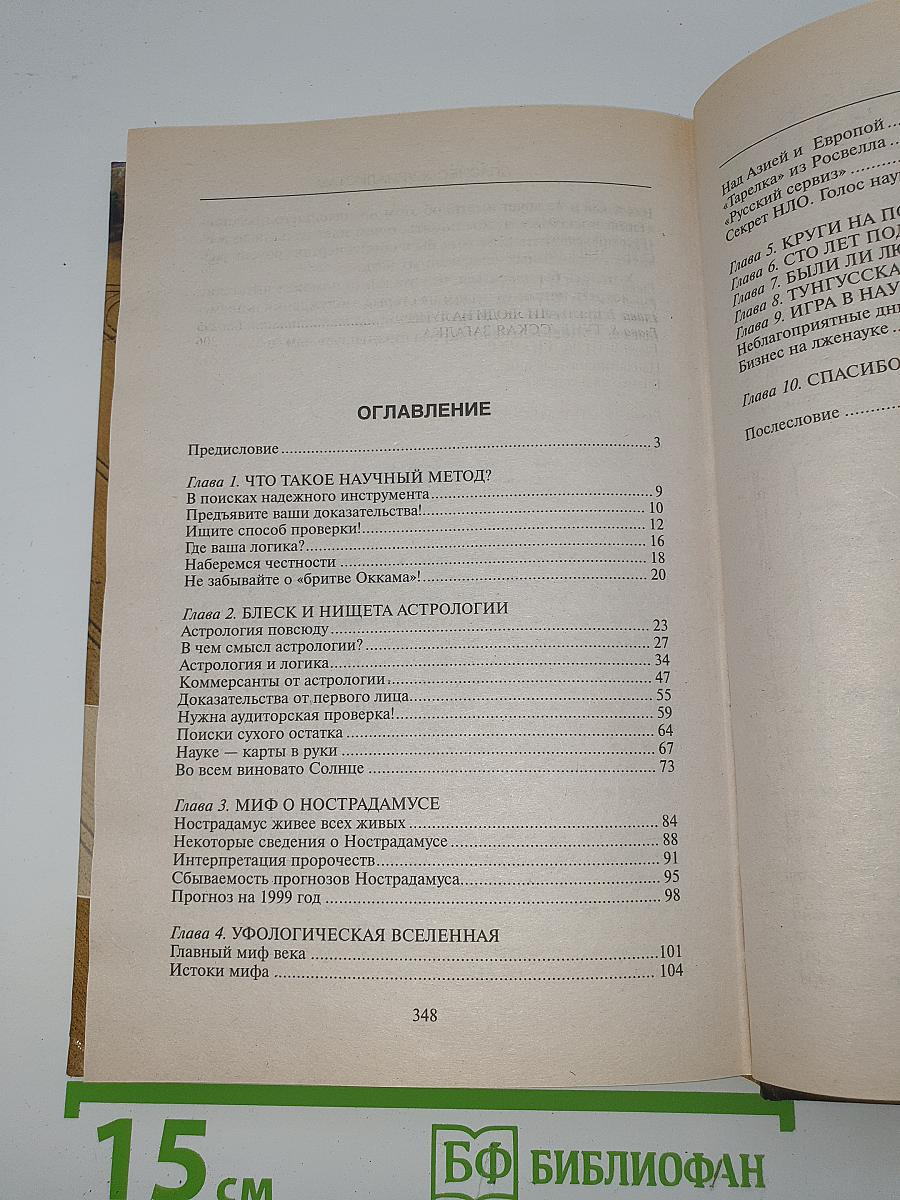 ОГЛАВЛЕНИЕ
Предисловие........3
Глава 1. ЧТО ТАКОЕ НАУЧНЫЙ МЕТОД?
В поисках надежного инструмента........9
Предъявите ваши доказательства!........10
Ищите способ проверки!........12
Где ваша логика?........16
Наберемся честности........18
Не забывайте о «бритве Оккама»!........20
Глава 2. БЛЕСК И НИЩЕТА АСТРОЛОГИИ
Астрология повсюду........23
В чем смысл астрологии?........27
Астрология и логика........34
Коммерсанты от астрологии........47
Доказательства от первого лица........55
Нужна аудиторская проверка!........59
Поиски сухого остатка........64
Науке — карты в руки........67
Во всем виновато Солнце........73
Глава 3. МИФ О НОСТРАДАМУСЕ
Нострадамус живее всех живых........84
Некоторые сведения о Нострадамусе........88
Интерпретация пророчеств........91
Сбываемость прогнозов Нострадамуса........95
Прогноз на 1999 год........98
Глава 4. УФОЛОГИЧЕСКАЯ ВСЕЛЕННАЯ
Главный миф века........101
Истоки мифа........104
348
Над Азией и Европой...
«Тарелка» из Росвелла...
«Русский сервиз»...
Секрет НЛО. Голос нау
Глава 5. КРУГИ НА ПО
Глава 6. СТО ЛЕТ ПОД
Глава 7. БЫЛИ ЛИ ЛЮ
Глава 8. ТУНГУССКА
Глава 9. ИГРА В НАУ
Неблагоприятные дн
Бизнес на лженауке...
Глава 10. СПАСИБО
Послесловие...
15 см
БФ БИБЛИОФАН